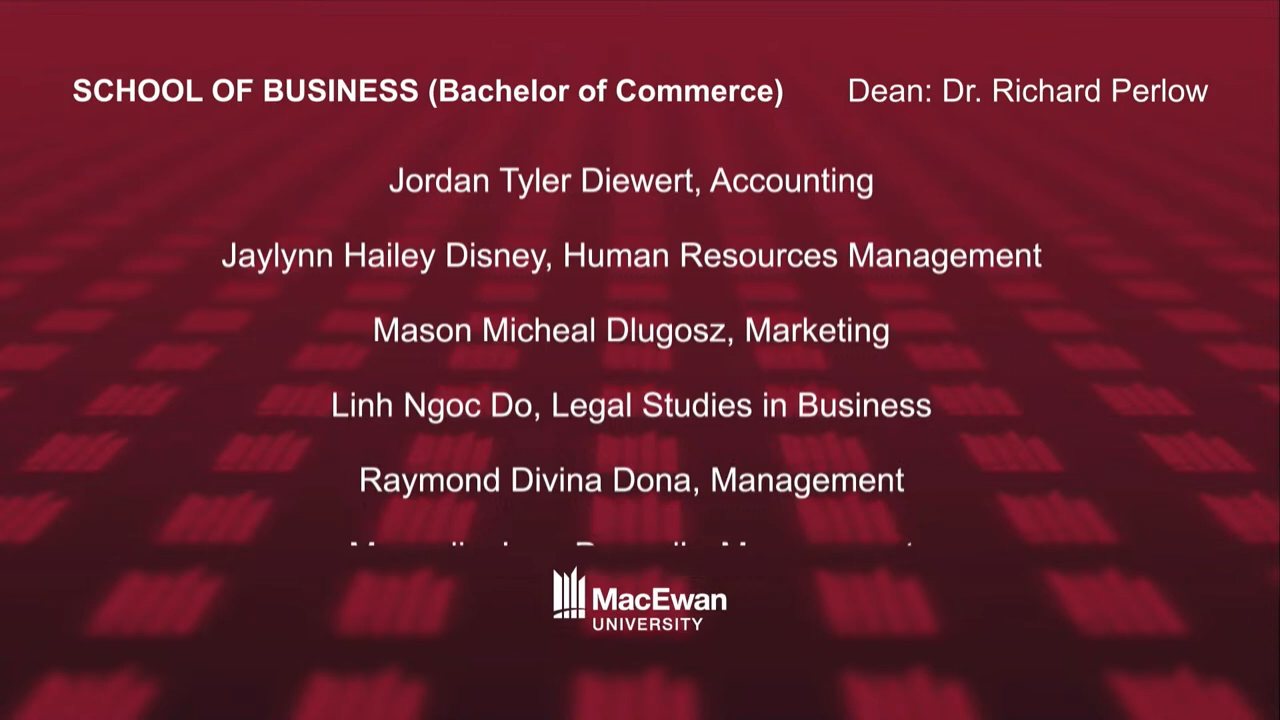 SCHOOL OF BUSINESS (Bachelor of Commerce) Dean: Dr. Richard Perlow
Jordan Tyler Diewert, Accounting
Jaylynn Hailey Disney, Human Resources Management
Mason Micheal Dlugosz, Marketing
Linh Ngoc Do, Legal Studies in Business
Raymond Divina Dona, Management
MacEwan
UNIVERSITY